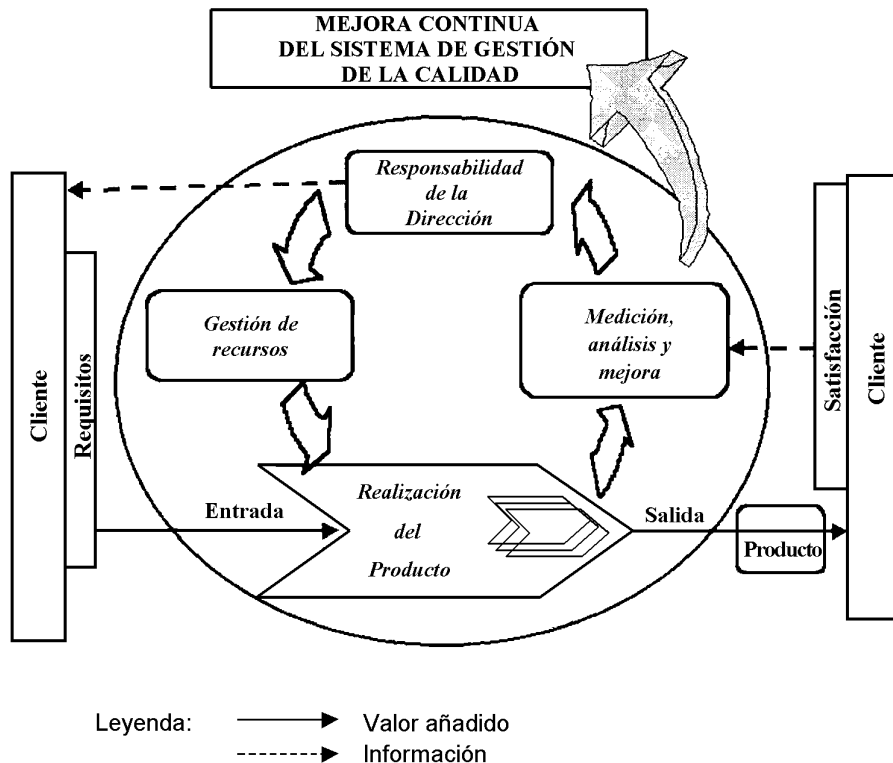 MEJORA CONTINUA
DEL SISTEMA DE GESTIÓN
DE LA CALIDAD
Responsabilidad
de la
Dirección
Gestión de
recursos
Medición,
análisis y
mejora
Cliente
Requisitos
Satisfacción
Cliente
Entrada
Realización
del
Producto
Salida
Producto
Leyenda:
Valor añadido
Información